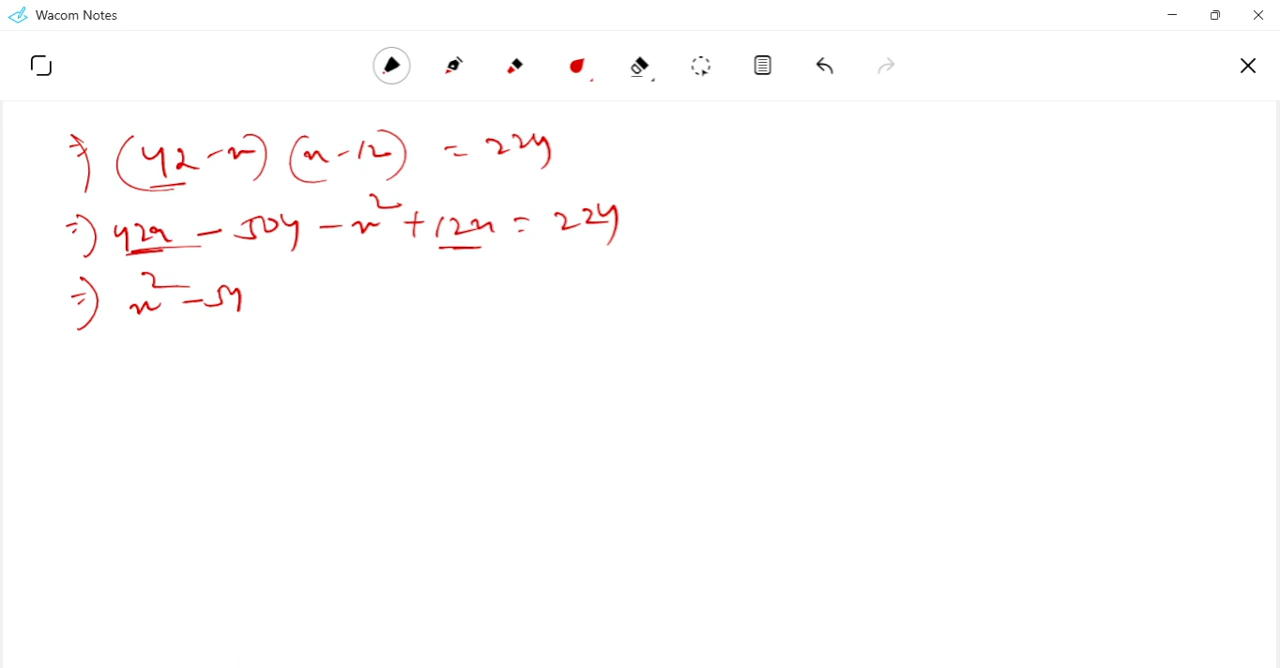 Wacom Notes
⇒) (42 - x) (x - 12) = 224
⇒) 42x - 504 - x² + 12x = 224
⇒) x² - 54